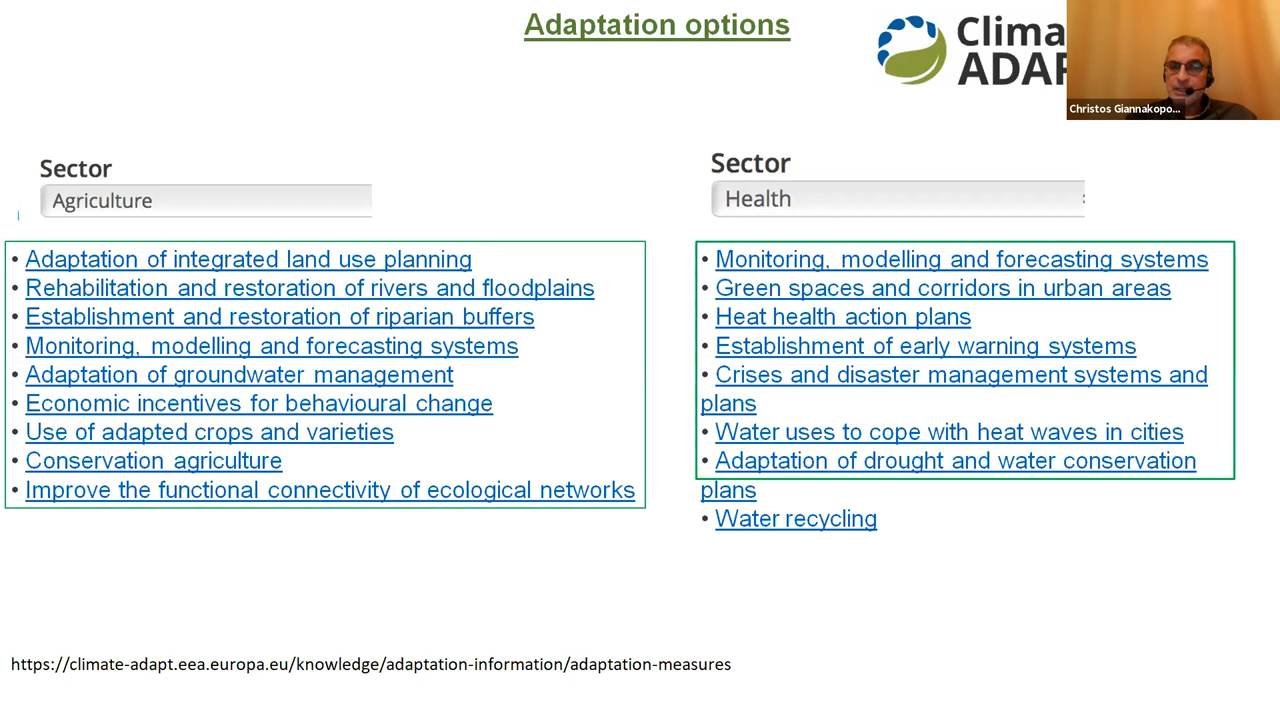 Adaptation options
Clima
ADAP
Christos Giannakopo...
Sector
Agriculture
• Adaptation of integrated land use planning
• Rehabilitation and restoration of rivers and floodplains
• Establishment and restoration of riparian buffers
• Monitoring, modelling and forecasting systems
• Adaptation of groundwater management
• Economic incentives for behavioural change
• Use of adapted crops and varieties
• Conservation agriculture
• Improve the functional connectivity of ecological networks
Sector
Health
• Monitoring, modelling and forecasting systems
• Green spaces and corridors in urban areas
• Heat health action plans
• Establishment of early warning systems
• Crises and disaster management systems and
plans
• Water uses to cope with heat waves in cities
• Adaptation of drought and water conservation
plans
• Water recycling
https://climate-adapt.eea.europa.eu/knowledge/adaptation-information/adaptation-measures